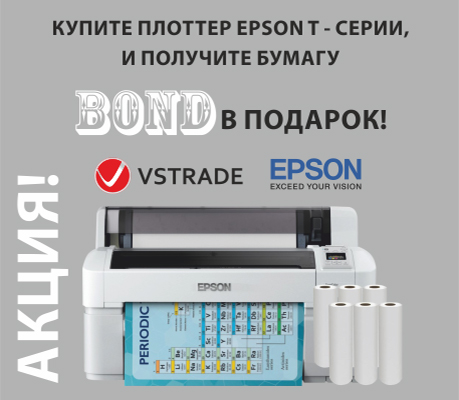 КУПИТЕ ПЛОТТЕР EPSON T - СЕРИИ,
И ПОЛУЧИТЕ БУМАГУ
BOND В ПОДАРОК!
АКЦИЯ!
VSTRADE
EPSON
EXCEED YOUR VISION
EPSON
PERIODIC